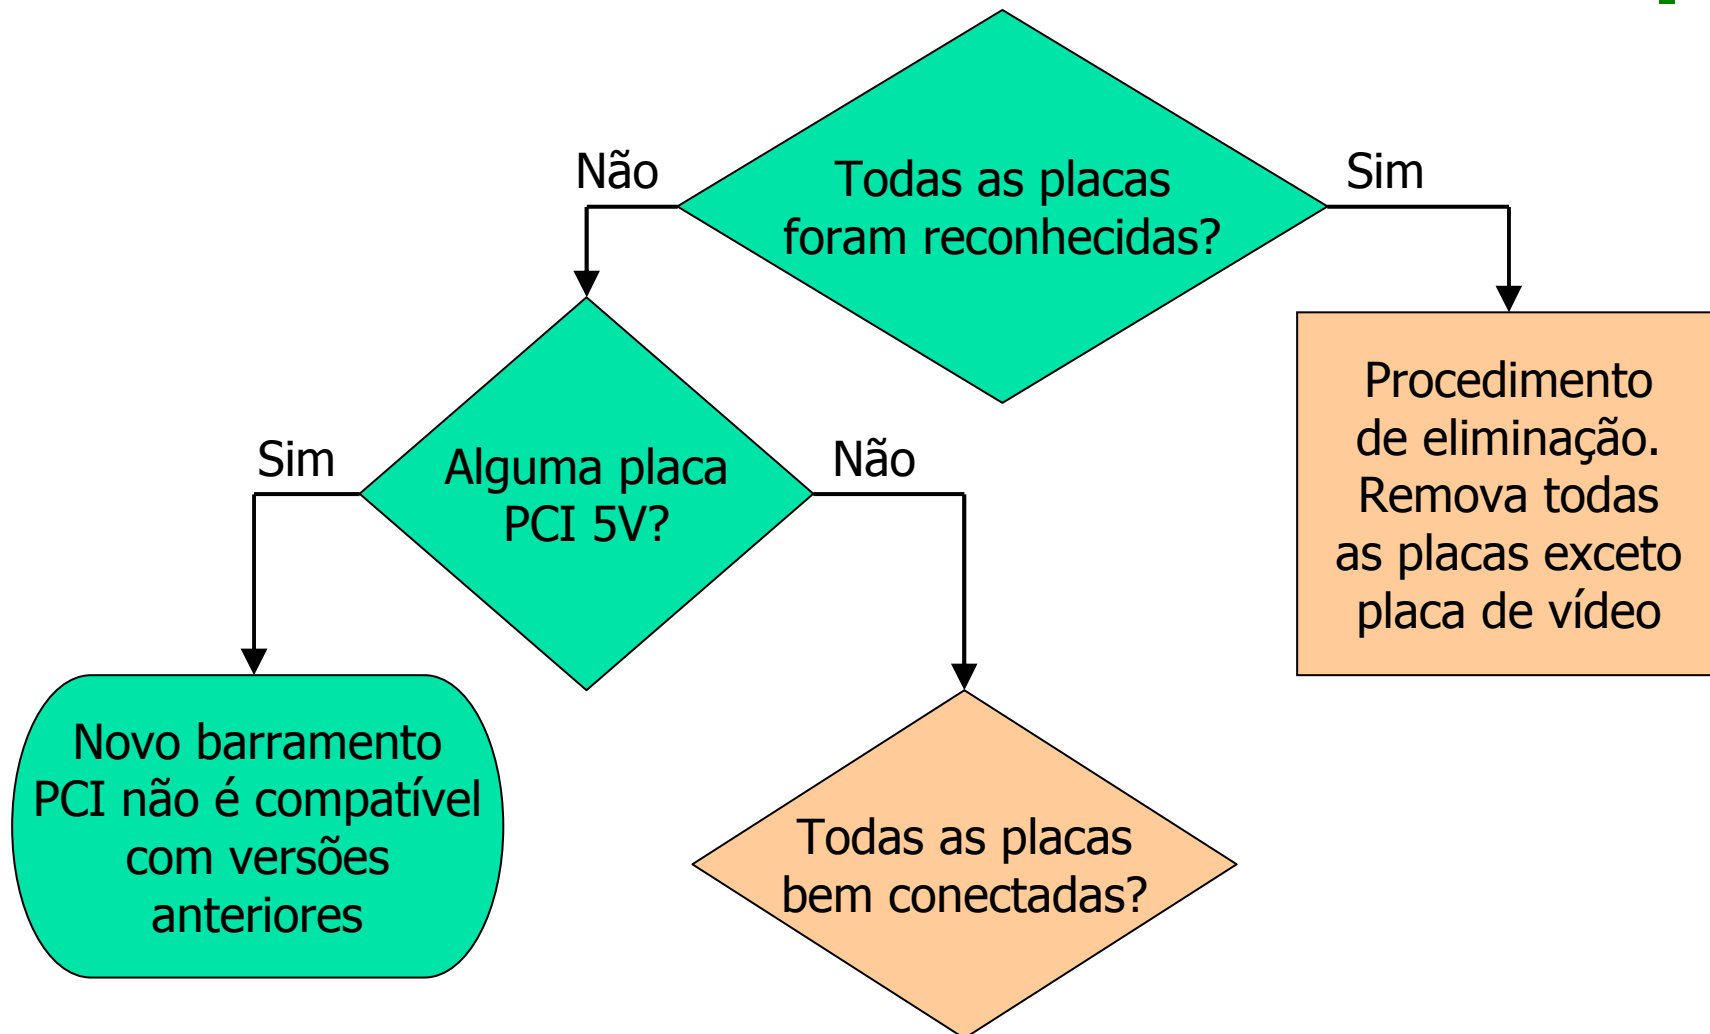 Não
Todas as placas
foram reconhecidas?
Sim
Sim
Alguma placa
PCI 5V?
Não
Procedimento
de eliminação.
Remova todas
as placas exceto
placa de vídeo
Novo barramento
PCI não é compatível
com versões
anteriores
Todas as placas
bem conectadas?